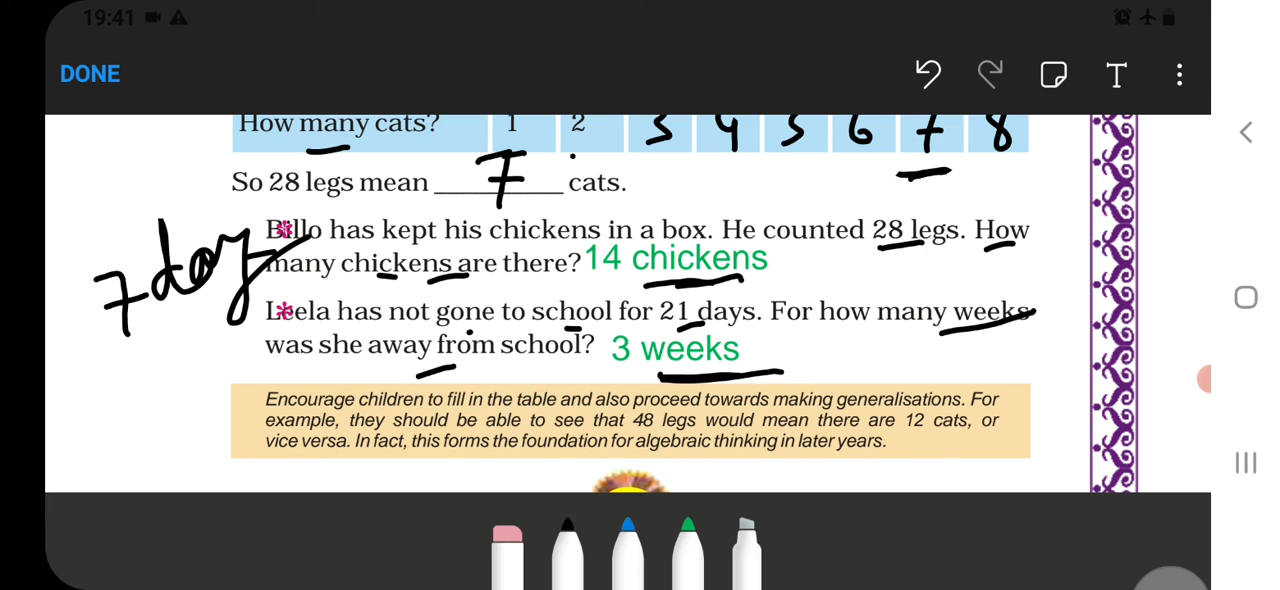 19:41
DONE
T
How many cats? 1 2 3 4 5 6 7 8
So 28 legs mean ____7____ cats.
* Billo has kept his chickens in a box. He counted 28 legs. How
many chickens are there? 14 chickens
7 day
* Leela has not gone to school for 21 days. For how many weeks
was she away from school? 3 weeks
Encourage children to fill in the table and also proceed towards making generalisations. For
example, they should be able to see that 48 legs would mean there are 12 cats, or
vice versa. In fact, this forms the foundation for algebraic thinking in later years.